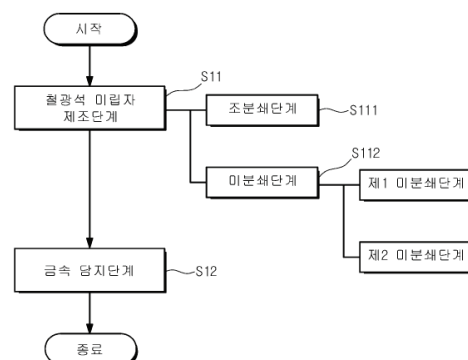 시작
철광석 미립자
제조단계
S11
조분쇄단계
S111
S112
미분쇄단계
제1 미분쇄단계
제2 미분쇄단계
금속 담지단계
S12
종료